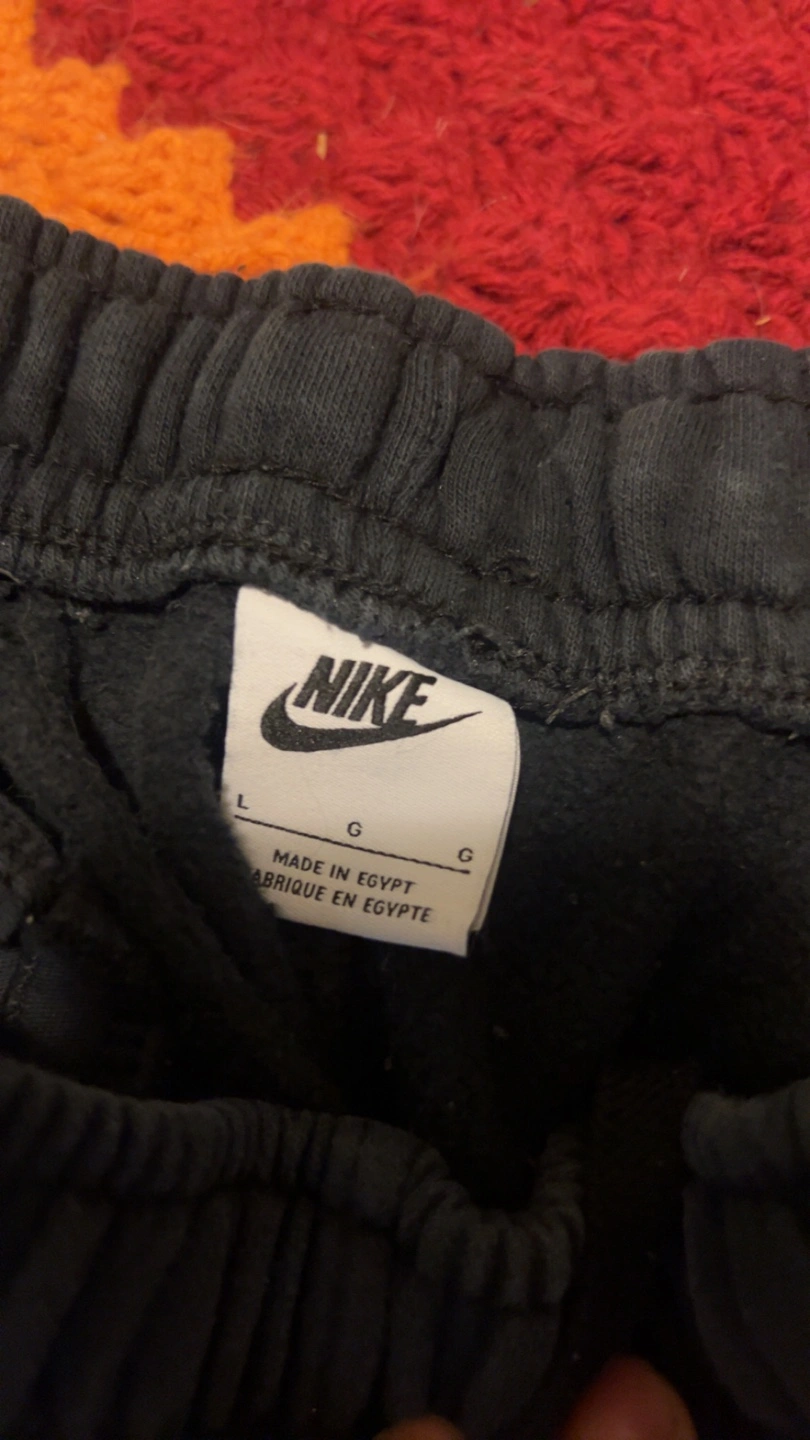 NIKE
L G G
MADE IN EGYPT
ABRIQUE EN EGYPTE